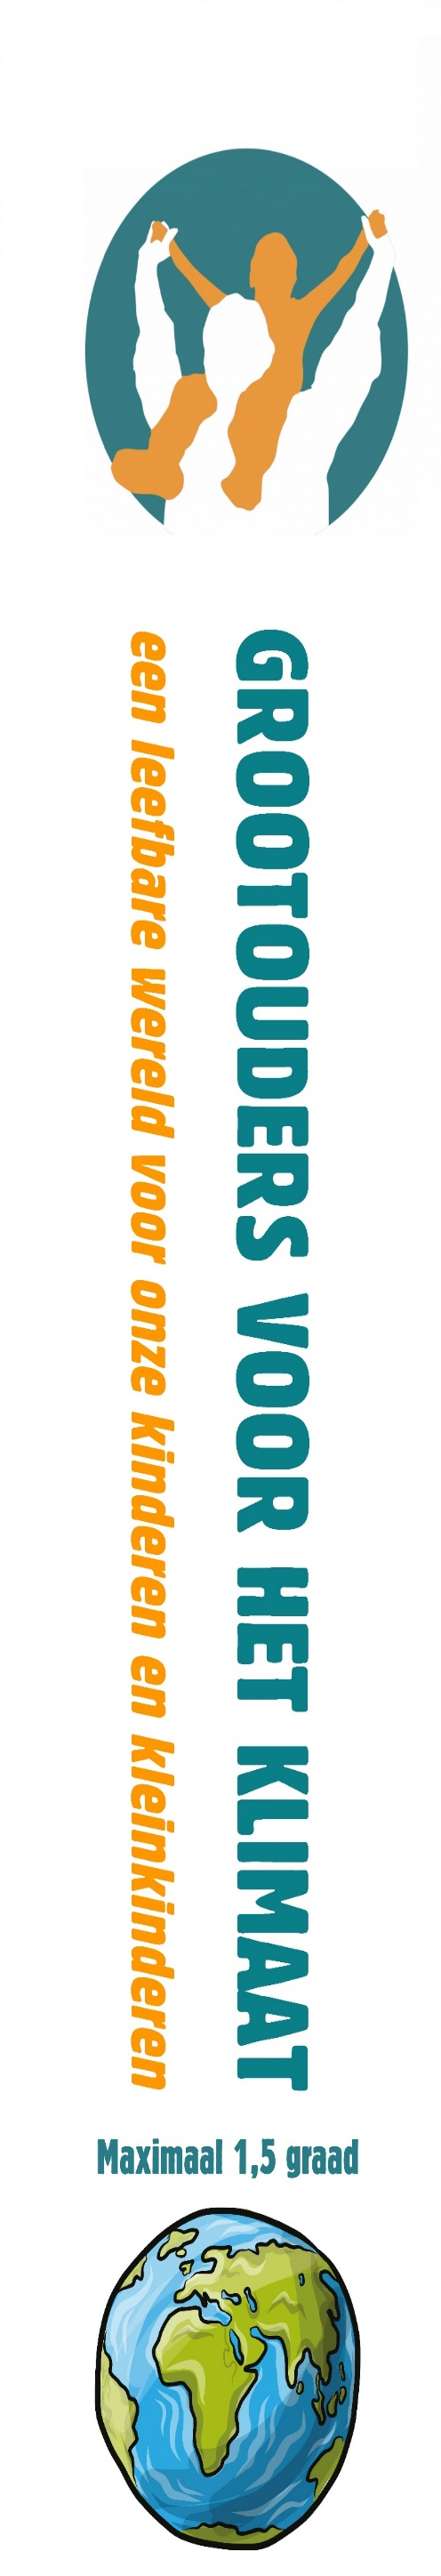 GROOTOUDERS VOOR HET KLIMAAT
een leefbare wereld voor onze kinderen en kleinkinderen
Maximaal 1,5 graad